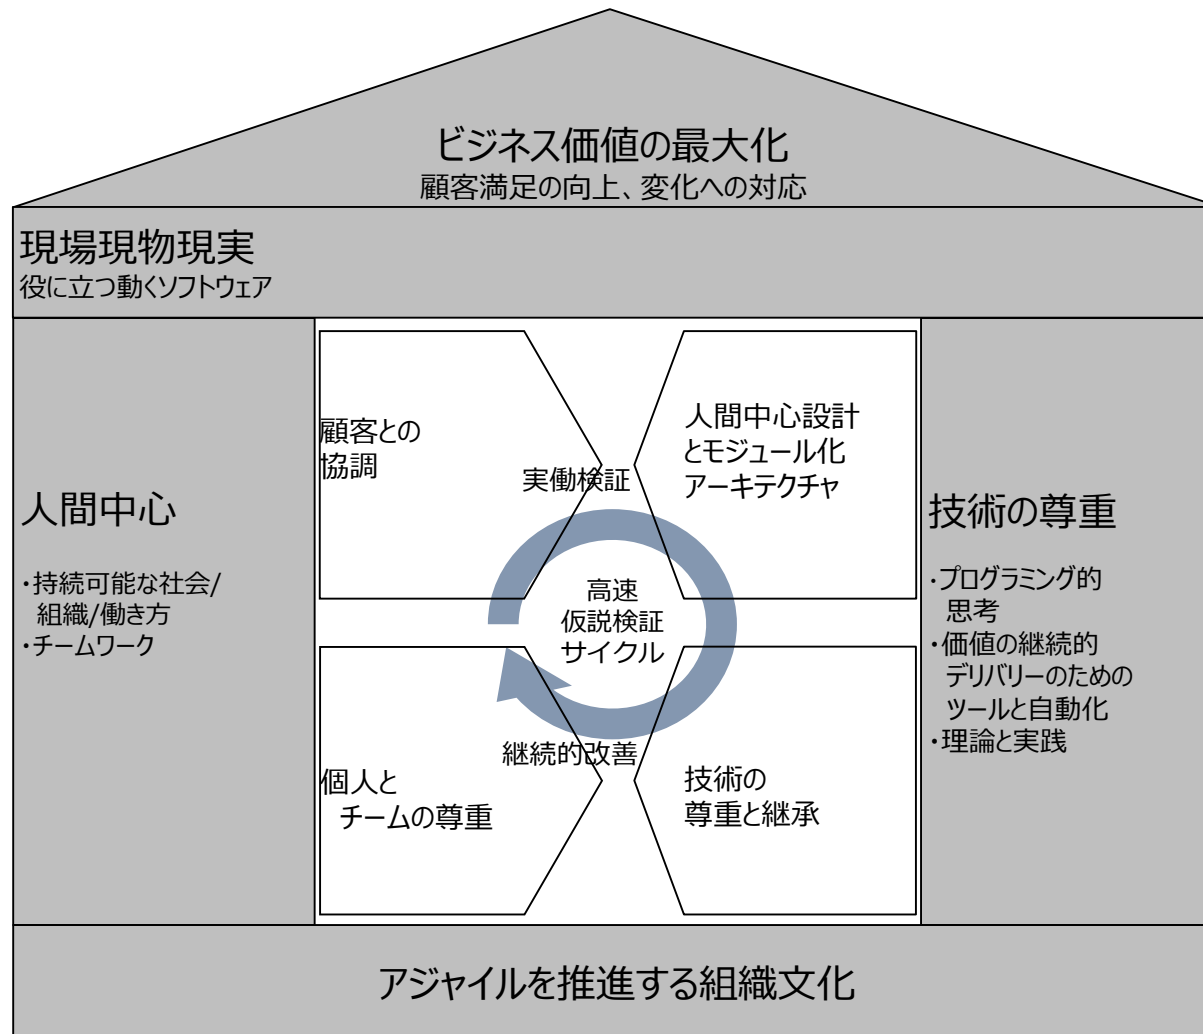 ビジネス価値の最大化
顧客満足の向上、変化への対応
現場現物現実
役に立つ動くソフトウェア
人間中心
・持続可能な社会/
組織/働き方
・チームワーク
顧客との
協調
人間中心設計
とモジュール化
アーキテクチャ
実働検証
高速
仮説検証
サイクル
継続的改善
個人と
チームの尊重
技術の
尊重と継承
技術の尊重
・プログラミング的
思考
・価値の継続的
デリバリーのための
ツールと自動化
・理論と実践
アジャイルを推進する組織文化